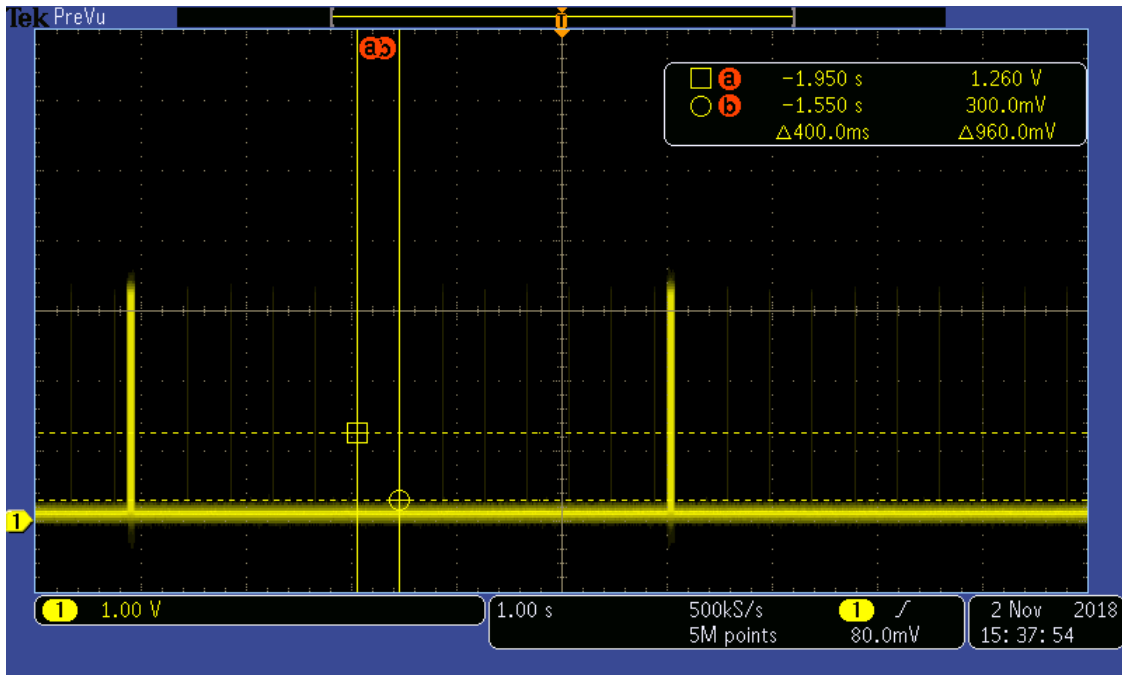 Tek PreVu
T
a b
a -1.950 s 1.260 V
b -1.550 s 300.0mV
Δ400.0ms Δ960.0mV
1
1 1.00 V
1.00 s 500kS/s 1 2 Nov 2018
5M points 80.0mV 15:37:54